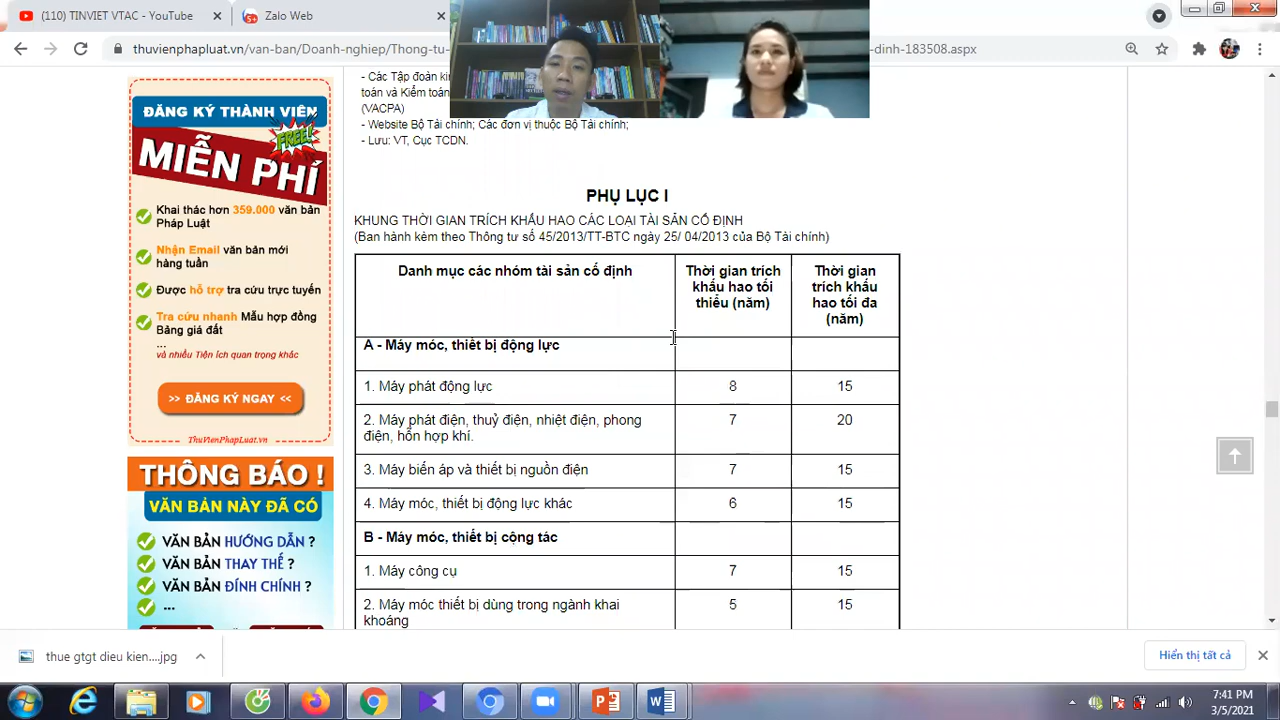 (110) TINVIET VTAC - YouTube
Zalo Web
thuvienphapluat.vn/van-ban/Doanh-nghiep/Thong-tu-
dinh-183508.aspx
ĐĂNG KÝ THÀNH VIÊN
FREE!
MIỄN PHÍ
Khai thác hơn 359.000 văn bản
Pháp Luật
Nhận Email văn bản mới
hàng tuần
Được hỗ trợ tra cứu trực tuyến
Tra cứu nhanh Mẫu hợp đồng
Bảng giá đất
...
và nhiều Tiện ích quan trọng khác
>> ĐĂNG KÝ NGAY <<
ThuVienPhapLuat.vn
THÔNG BÁO !
VĂN BẢN NÀY ĐÃ CÓ
VĂN BẢN HƯỚNG DẪN ?
VĂN BẢN THAY THẾ ?
VĂN BẢN ĐÍNH CHÍNH ?
...
- Các Tập đoàn kin
toán và Kiểm toán
(VACPA)
- Website Bộ Tài chính; Các đơn vị thuộc Bộ Tài chính;
- Lưu: VT, Cục TCDN.
PHỤ LỤC I
KHUNG THỜI GIAN TRÍCH KHẤU HAO CÁC LOẠI TÀI SẢN CỐ ĐỊNH
(Ban hành kèm theo Thông tư số 45/2013/TT-BTC ngày 25/ 04/2013 của Bộ Tài chính)
Danh mục các nhóm tài sản cố định
Thời gian trích
khấu hao tối
thiểu (năm)
Thời gian
trích khấu
hao tối đa
(năm)
A - Máy móc, thiết bị động lực
1. Máy phát động lực 8 15
2. Máy phát điện, thuỷ điện, nhiệt điện, phong 7 20
điện, hỗn hợp khí.
3. Máy biến áp và thiết bị nguồn điện 7 15
4. Máy móc, thiết bị động lực khác 6 15
B - Máy móc, thiết bị công tác
1. Máy công cụ 7 15
2. Máy móc thiết bị dùng trong ngành khai 5 15
khoáng
thue gtgt dieu kien....jpg
Hiển thị tất cả
7:41 PM
3/5/2021